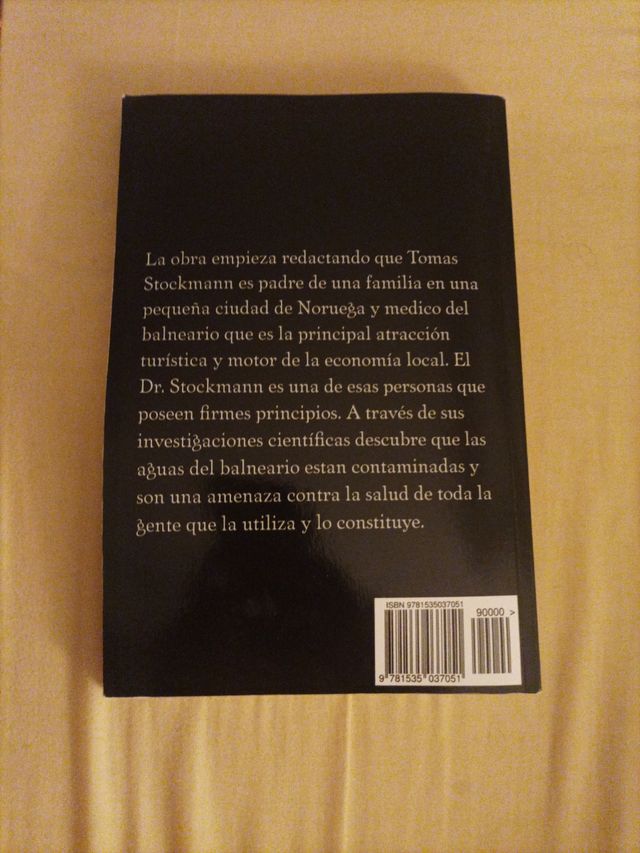 La obra empieza redactando que Tomas
Stockmann es padre de una familia en una
pequeña ciudad de Noruega y medico del
balneario que es la principal atracción
turística y motor de la economía local. El
Dr. Stockmann es una de esas personas que
poseen firmes principios. A través de sus
investigaciones científicas descubre que las
aguas del balneario estan contaminadas y
son una amenaza contra la salud de toda la
gente que la utiliza y lo constituye.
ISBN 9781535037051
90000 >
9 781535 037051